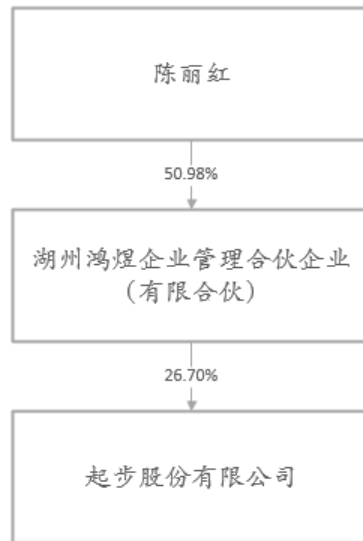 陈丽红
50.98%
湖州鸿煜企业管理合伙企业
（有限合伙）
26.70%
起步股份有限公司